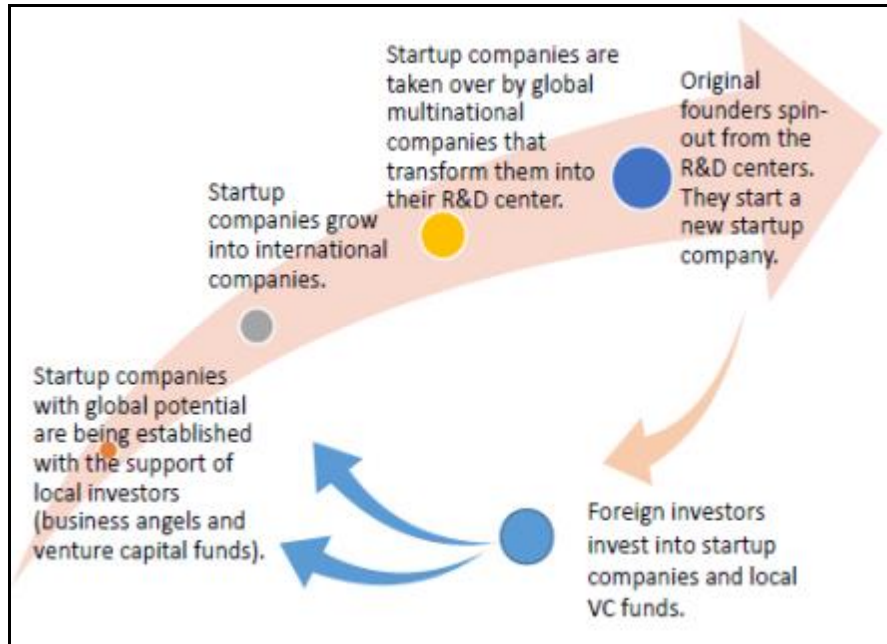 Startup companies are
taken over by global
multinational
companies that
transform them into
their R&D center.
Original
founders spin-
out from the
R&D centers.
They start a
new startup
company.
Startup
companies grow
into international
companies.
Startup companies
with global potential
are being established
with the support of
local investors
(business angels and
venture capital funds).
Foreign investors
invest into startup
companies and local
VC funds.